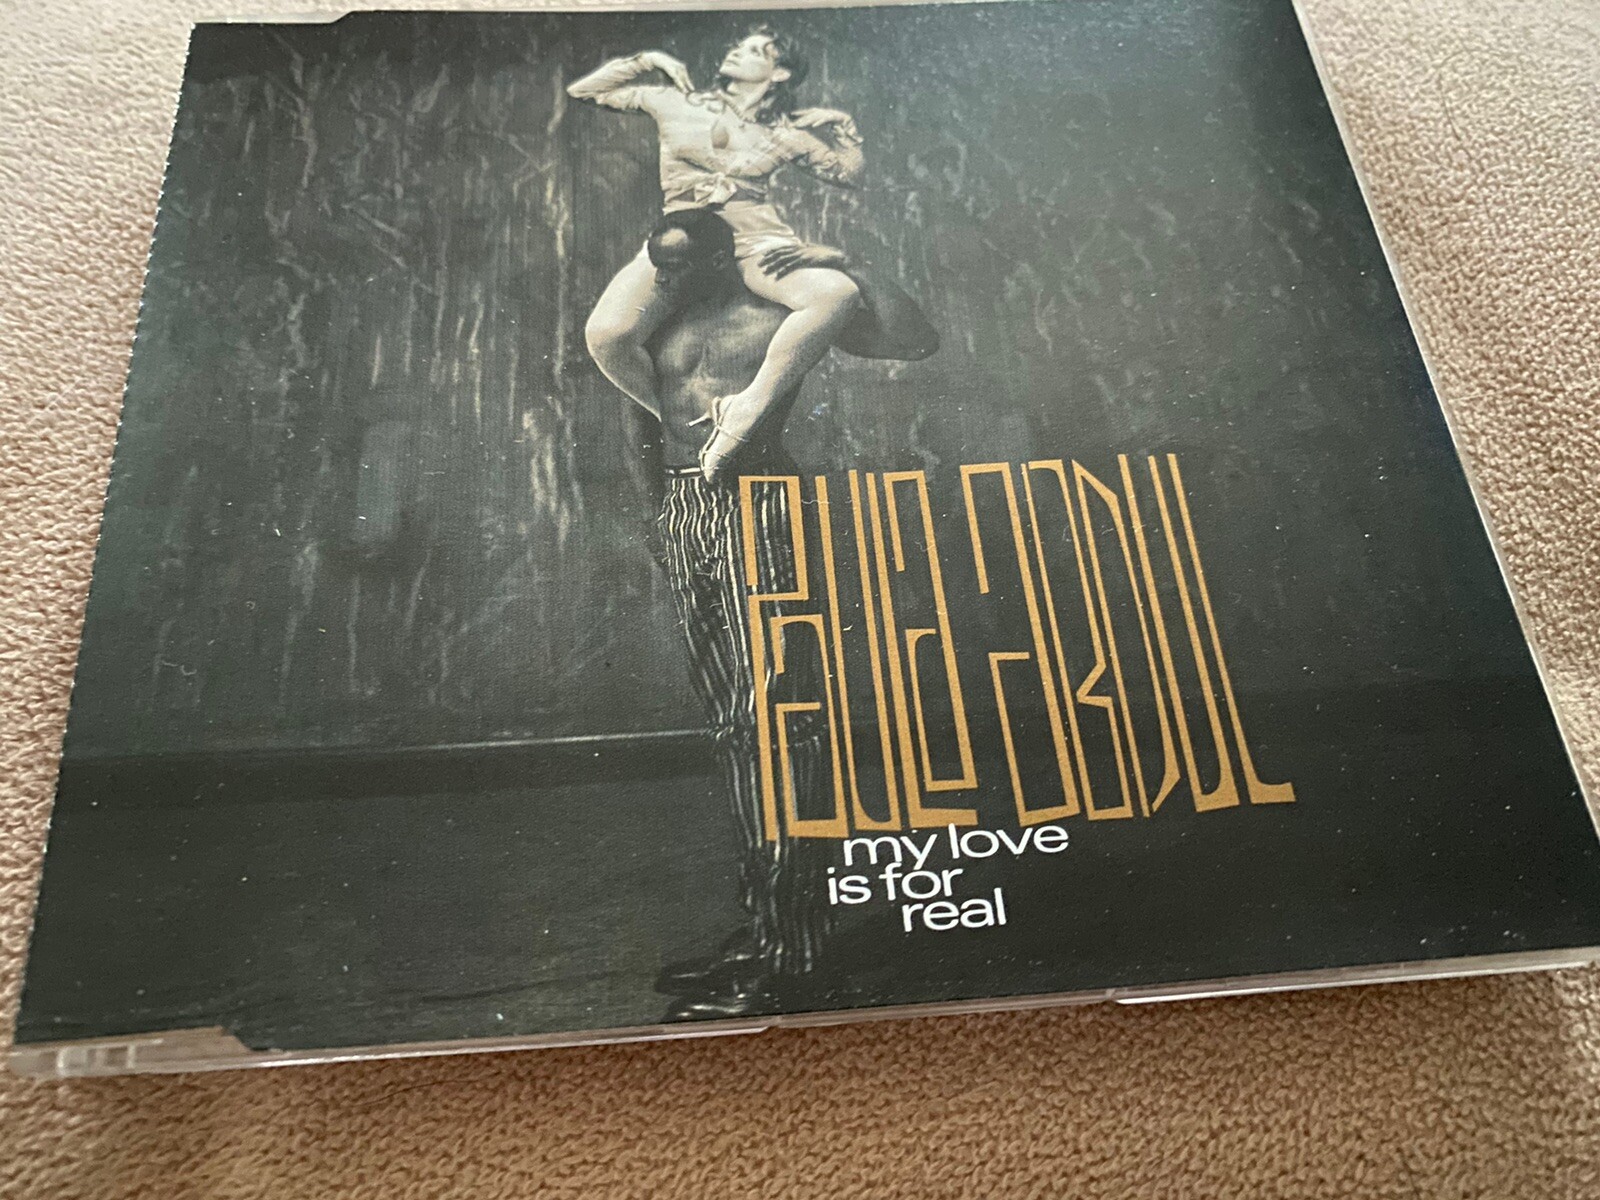 PAULA ABDUL
my love
is for
real